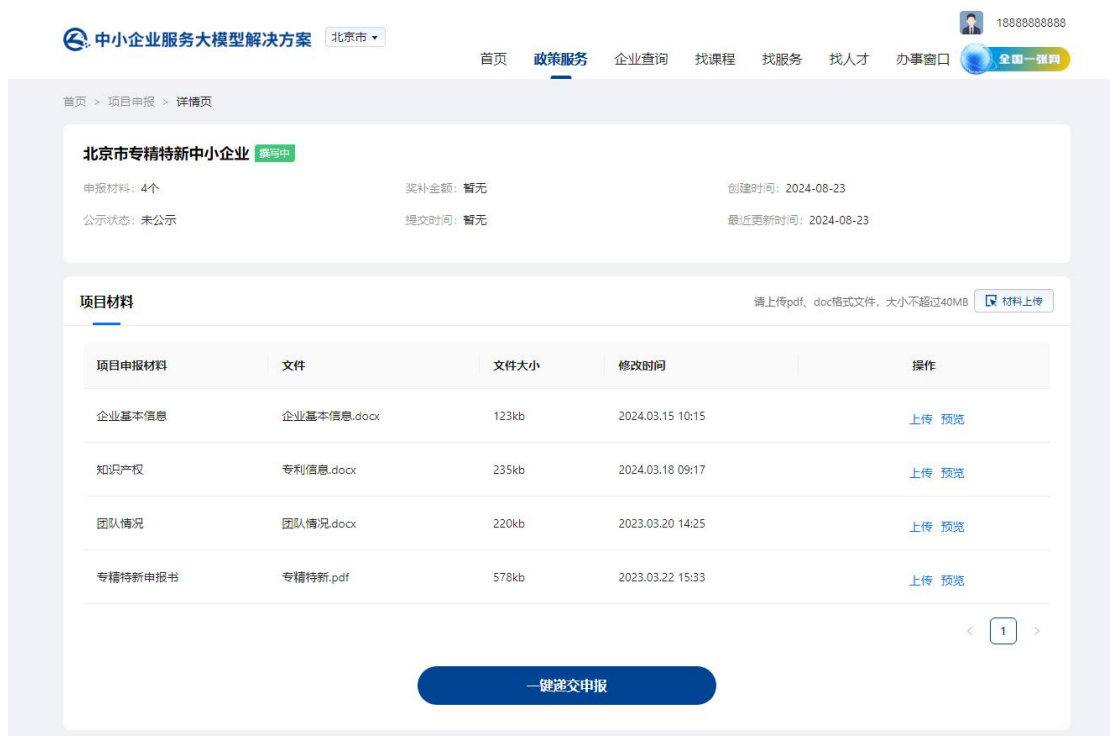 18888888888
中小企业服务大模型解决方案 北京市
首页 政策服务 企业查询 找课程 找服务 找人才 办事窗口 全国一张网
首页 > 项目申报 > 详情页
北京市专精特新中小企业 撰写中
申报材料: 4个 奖补金额: 暂无 创建时间: 2024-08-23
公示状态: 未公示 提交时间: 暂无 最近更新时间: 2024-08-23
项目材料 请上传pdf、doc格式文件，大小不超过40MB 材料上传
项目申报材料 文件 文件大小 修改时间 操作
企业基本信息 企业基本信息.docx 123kb 2024.03.15 10:15 上传 预览
知识产权 专利信息.docx 235kb 2024.03.18 09:17 上传 预览
团队情况 团队情况.docx 220kb 2023.03.20 14:25 上传 预览
专精特新申报书 专精特新.pdf 578kb 2023.03.22 15:33 上传 预览
< 1 >
一键递交申报